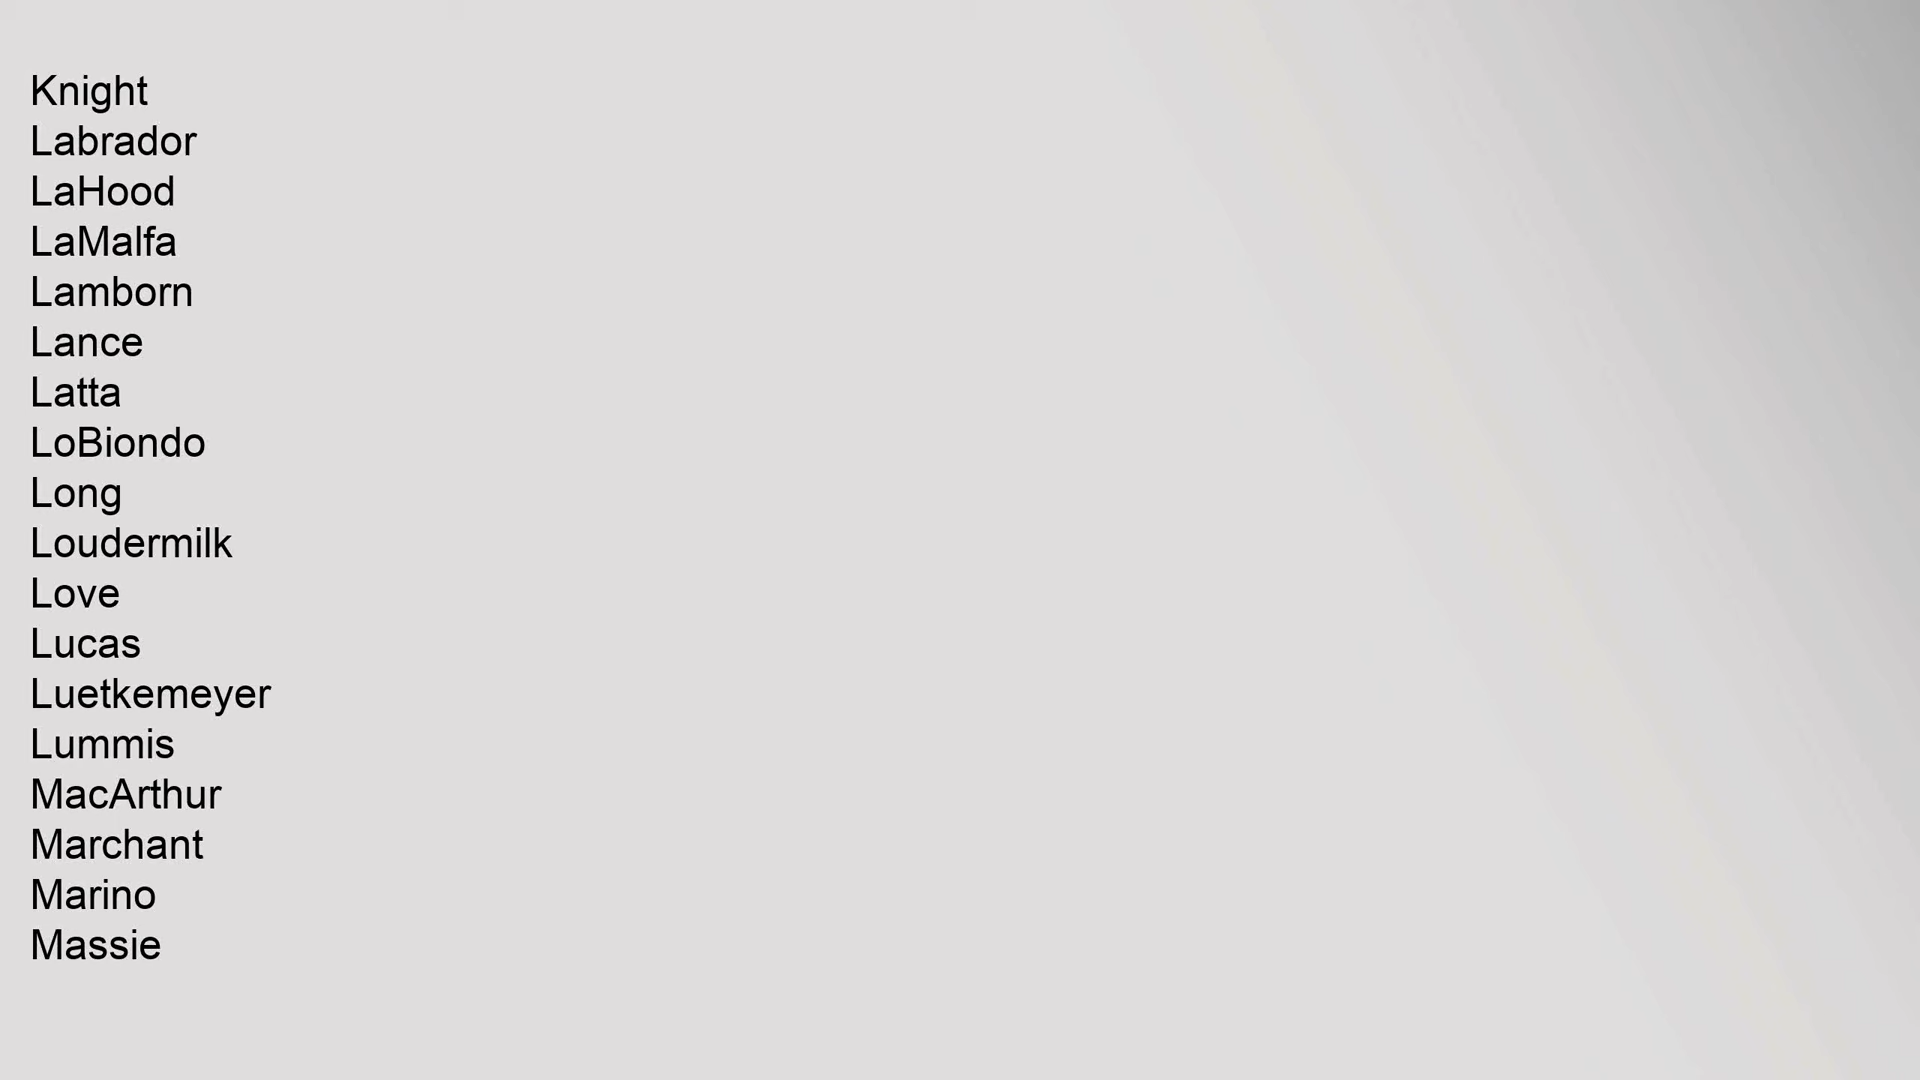 Knight
Labrador
LaHood
LaMalfa
Lamborn
Lance
Latta
LoBiondo
Long
Loudermilk
Love
Lucas
Luetkemeyer
Lummis
MacArthur
Marchant
Marino
Massie